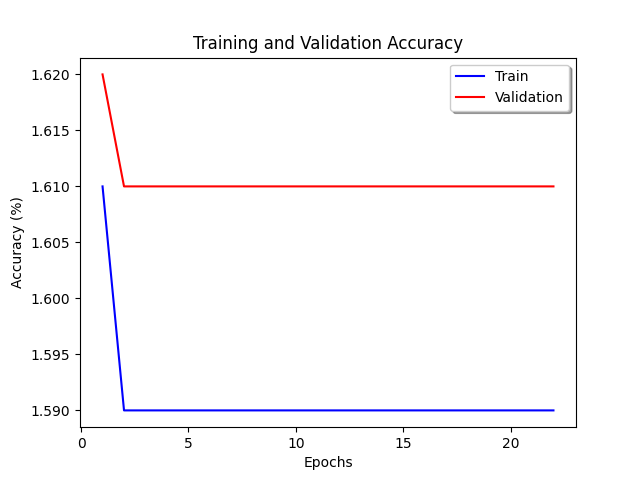 Training and Validation Accuracy
Train
Validation
1.620
1.615
1.610
1.605
1.600
1.595
1.590
Accuracy (%)
0 5 10 15 20
Epochs